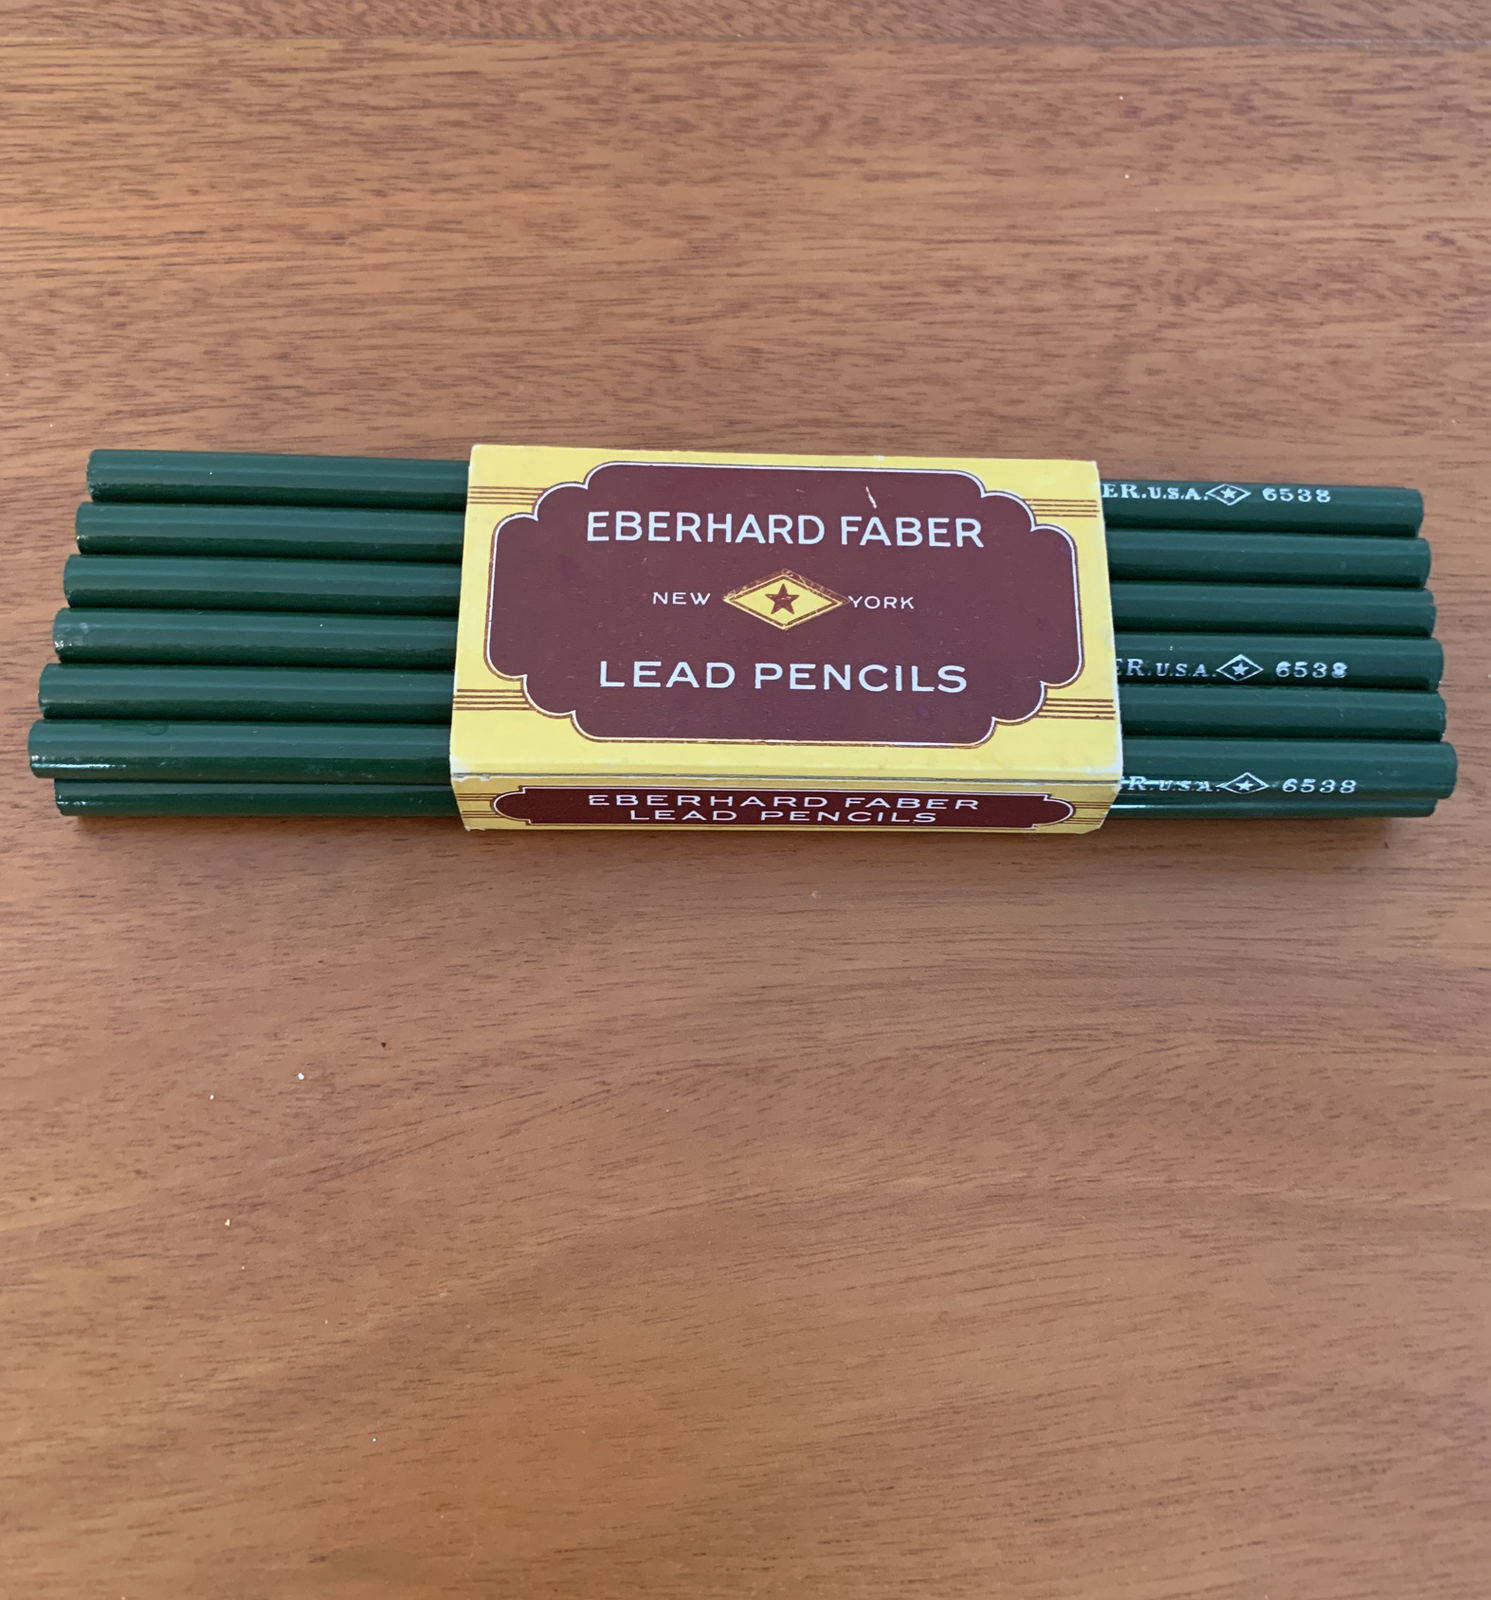 EBERHARD FABER
NEW YORK
LEAD PENCILS
EBERHARD FABER
LEAD PENCILS
ER.U.S.A. 6538
ER.U.S.A. 6538
ER.U.S.A. 6538